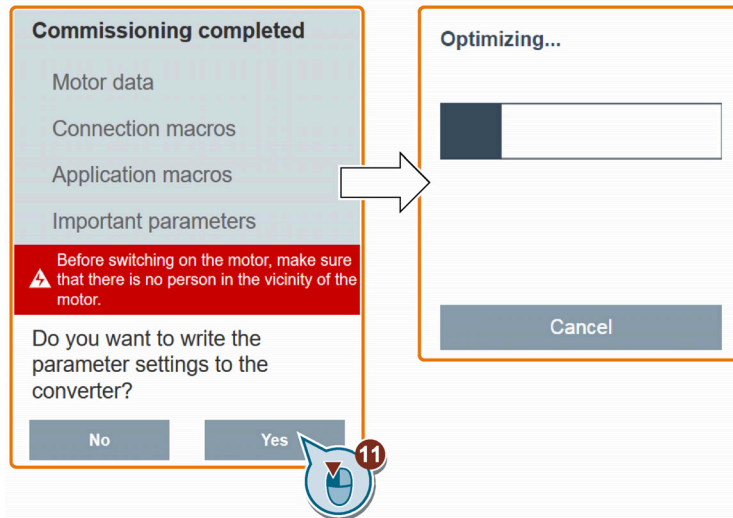 Commissioning completed
Motor data
Connection macros
Application macros
Important parameters
Before switching on the motor, make sure
that there is no person in the vicinity of the
motor.
Do you want to write the
parameter settings to the
converter?
No
Yes
11
Optimizing...
Cancel